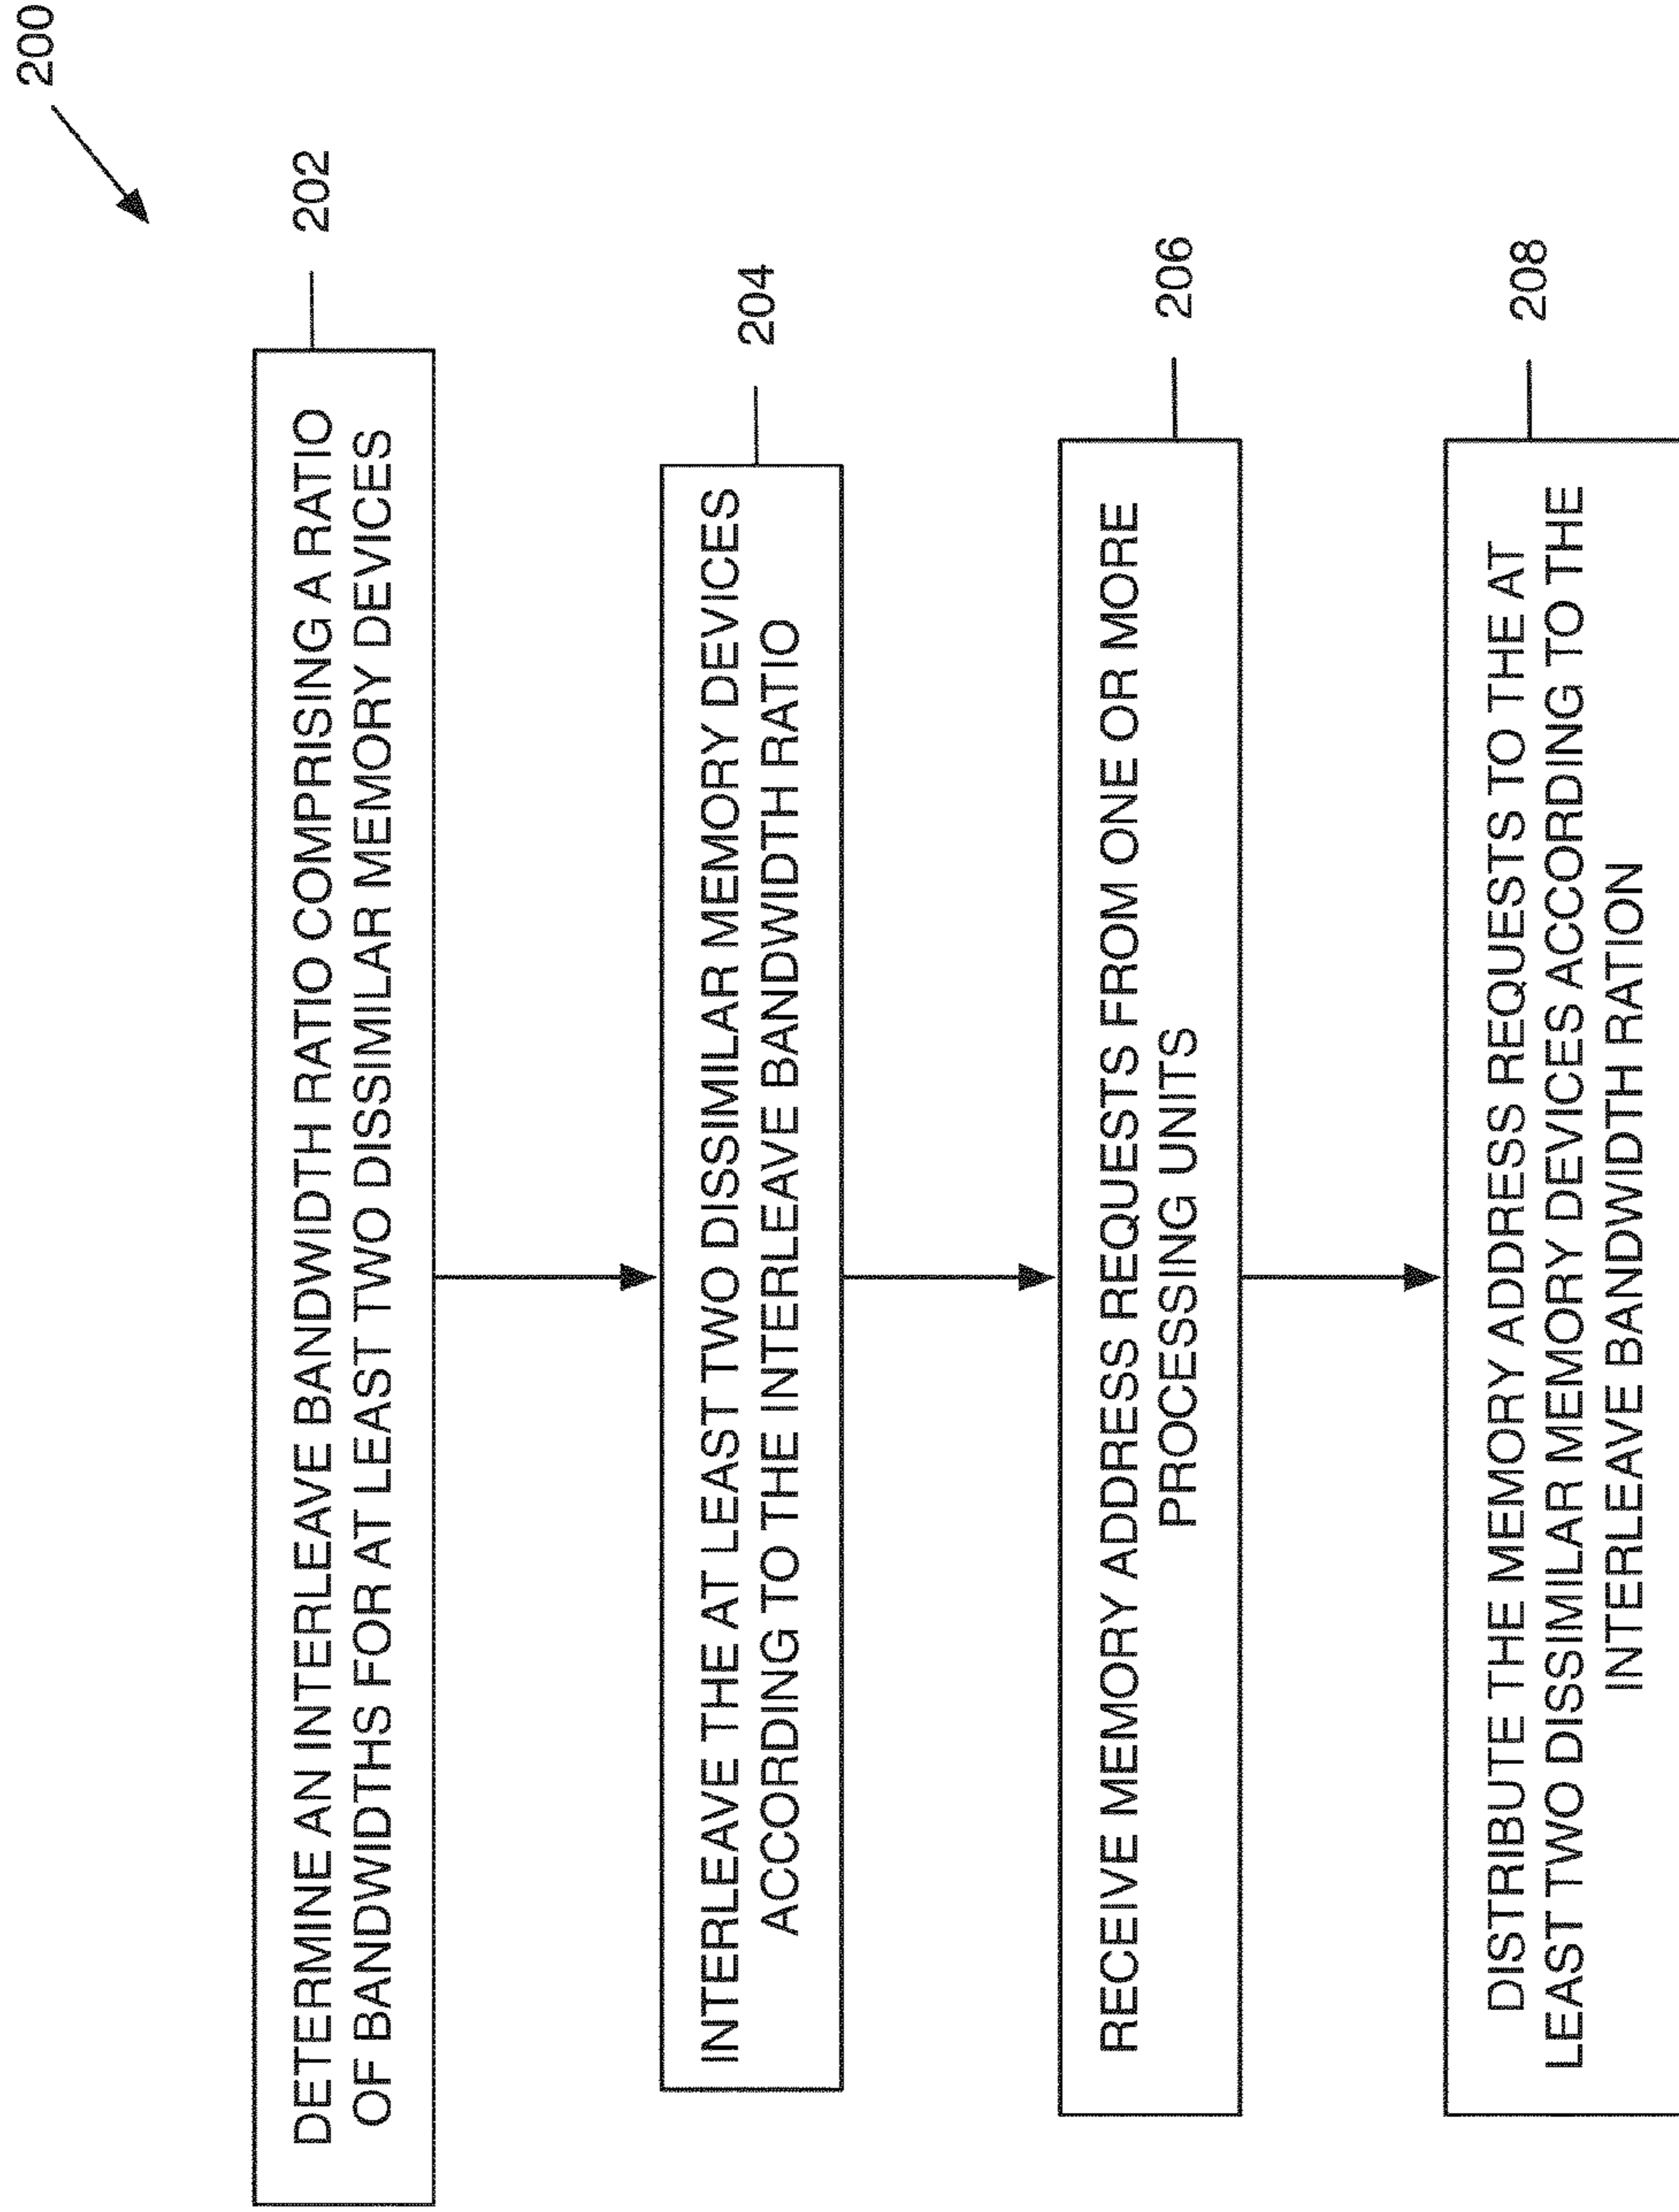 200
DETERMINE AN INTERLEAVE BANDWIDTH RATIO COMPRISING A RATIO
OF BANDWIDTHS FOR AT LEAST TWO DISSIMILAR MEMORY DEVICES
202
INTERLEAVE THE AT LEAST TWO DISSIMILAR MEMORY DEVICES
ACCORDING TO THE INTERLEAVE BANDWIDTH RATIO
204
RECEIVE MEMORY ADDRESS REQUESTS FROM ONE OR MORE
PROCESSING UNITS
206
DISTRIBUTE THE MEMORY ADDRESS REQUESTS TO THE AT
LEAST TWO DISSIMILAR MEMORY DEVICES ACCORDING TO THE
INTERLEAVE BANDWIDTH RATION
208